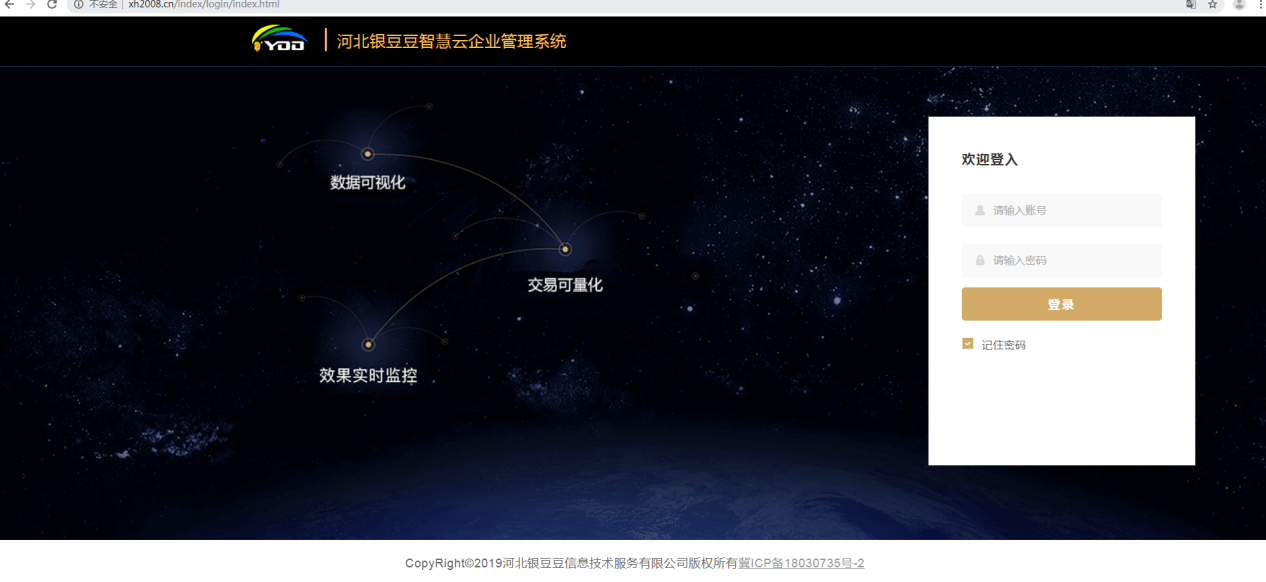 不安全 | xh2008.cn/index/login/index.html
YDD
河北银豆豆智慧云企业管理系统
数据可视化
交易可量化
效果实时监控
欢迎登入
请输入账号
请输入密码
登录
记住密码
CopyRight©2019河北银豆豆信息技术服务有限公司版权所有冀ICP备18030735号-2